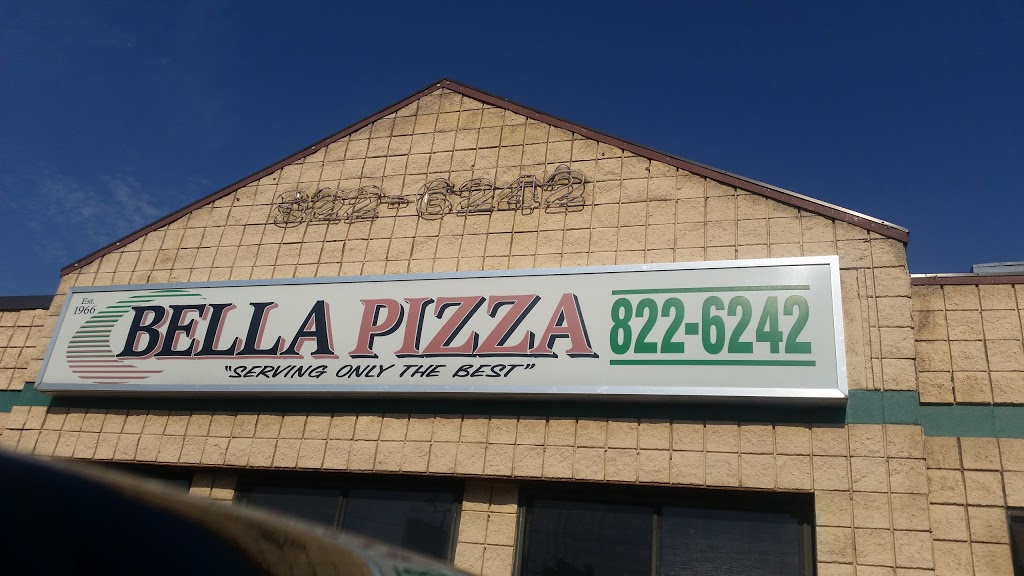 822-6242
Est.
1966
BELLA PIZZA
"SERVING ONLY THE BEST"
822-6242